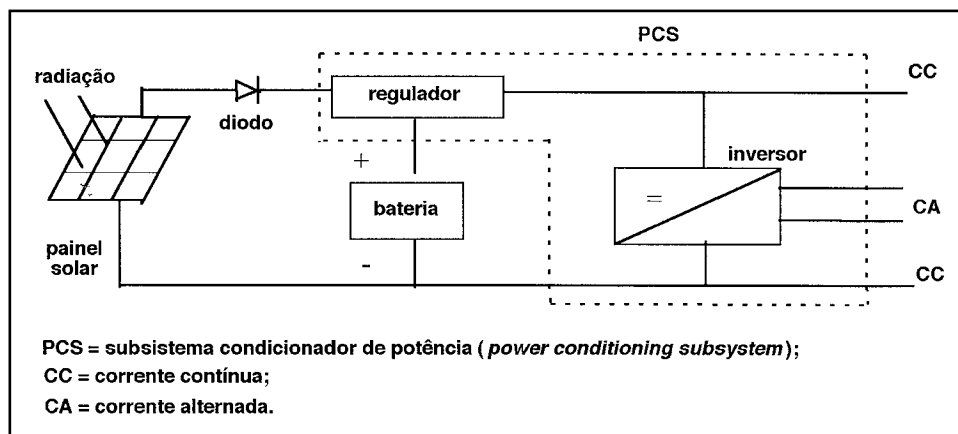 PCS
radiação
CC
regulador
diodo
inversor
+
=
bateria
CA
painel
solar
-
CC
PCS = subsistema condicionador de potência (power conditioning subsystem);
CC = corrente contínua;
CA = corrente alternada.